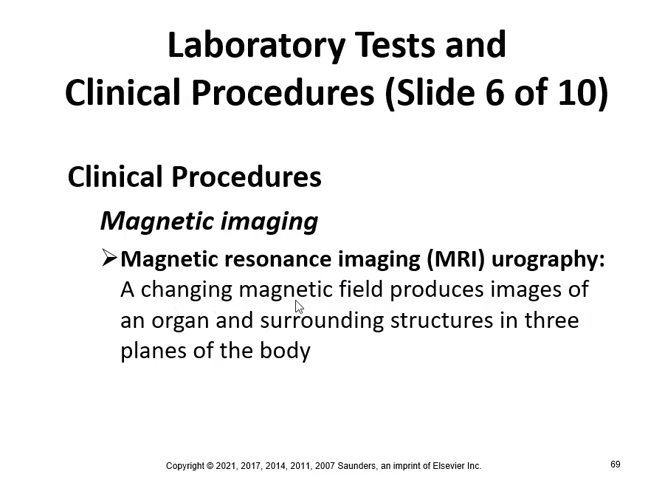 Laboratory Tests and
Clinical Procedures (Slide 6 of 10)
Clinical Procedures
Magnetic imaging
➢Magnetic resonance imaging (MRI) urography:
A changing magnetic field produces images of
an organ and surrounding structures in three
planes of the body
Copyright © 2021, 2017, 2014, 2011, 2007 Saunders, an imprint of Elsevier Inc.
69